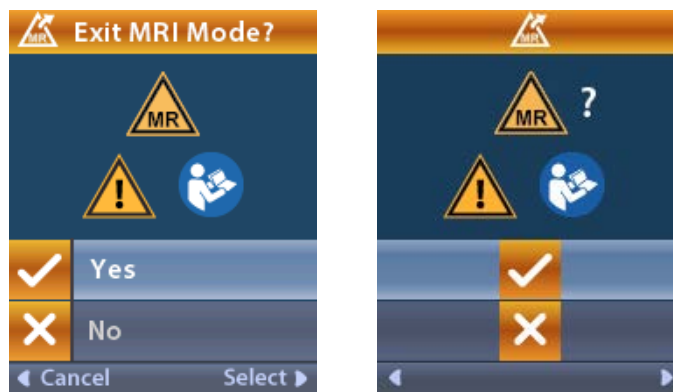 MR Exit MRI Mode?
MR
!
Yes
No
Cancel Select
MR
MR ?
!